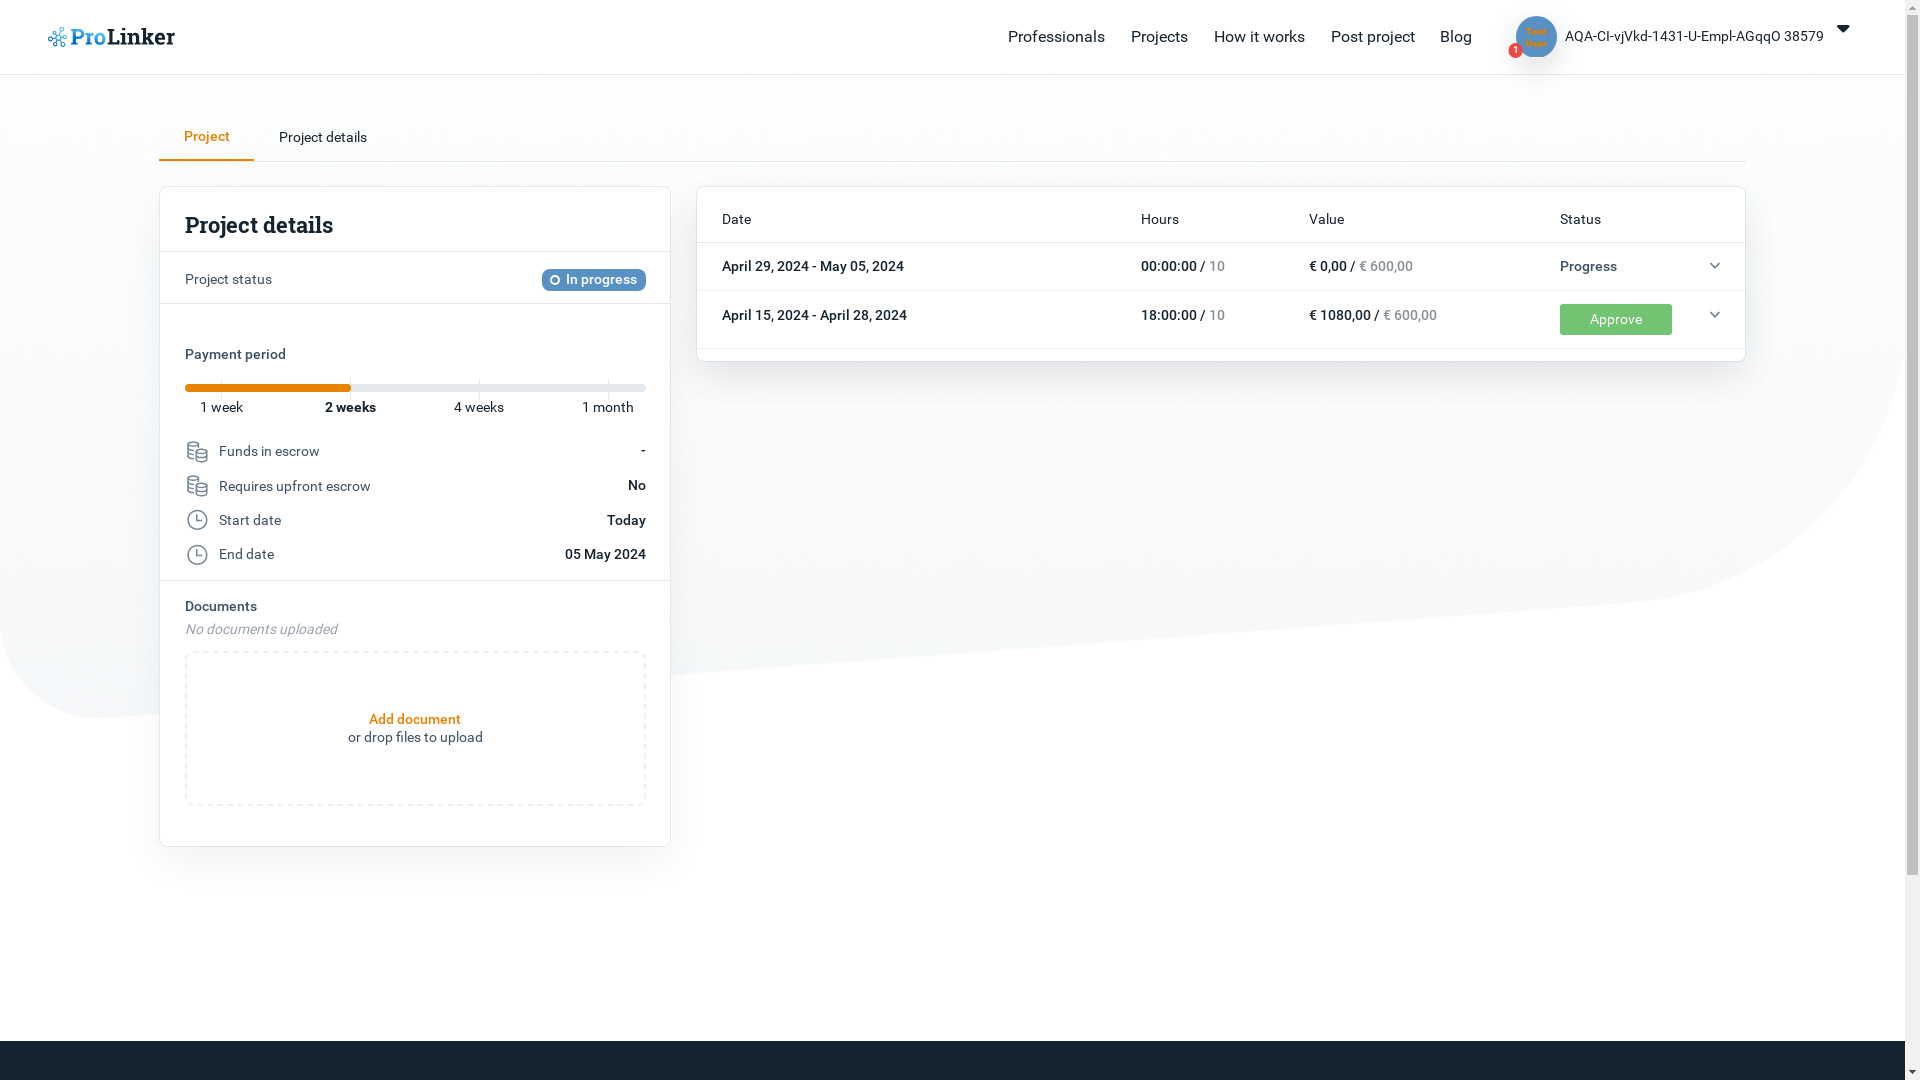 ProLinker
Professionals
Projects
How it works
Post project
Blog
1
AQA-CI-vjVkd-1431-U-Empl-AGqqO 38579
Project
Project details
Project details
Project status
In progress
Payment period
1 week
2 weeks
4 weeks
1 month
Funds in escrow -
Requires upfront escrow No
Start date Today
End date 05 May 2024
Documents
No documents uploaded
Add document
or drop files to upload
Date Hours Value Status
April 29, 2024 - May 05, 2024 00:00:00 / 10 € 0,00 / € 600,00 Progress
April 15, 2024 - April 28, 2024 18:00:00 / 10 € 1080,00 / € 600,00 Approve